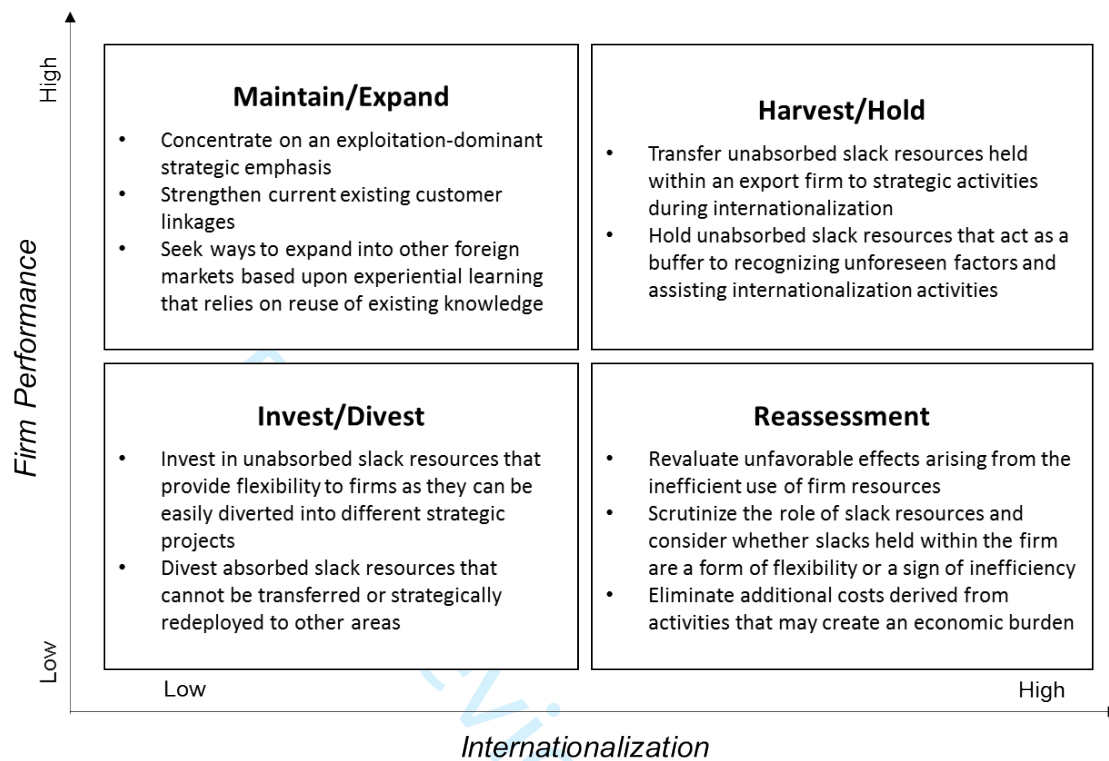 High
Maintain/Expand
• Concentrate on an exploitation-dominant
strategic emphasis
• Strengthen current existing customer
linkages
• Seek ways to expand into other foreign
markets based upon experiential learning
that relies on reuse of existing knowledge
Harvest/Hold
• Transfer unabsorbed slack resources held
within an export firm to strategic activities
during internationalization
• Hold unabsorbed slack resources that act as a
buffer to recognizing unforeseen factors and
assisting internationalization activities
Firm Performance
Invest/Divest
• Invest in unabsorbed slack resources that
provide flexibility to firms as they can be
easily diverted into different strategic
projects
• Divest absorbed slack resources that
cannot be transferred or strategically
redeployed to other areas
Reassessment
• Revaluate unfavorable effects arising from the
inefficient use of firm resources
• Scrutinize the role of slack resources and
consider whether slacks held within the firm
are a form of flexibility or a sign of inefficiency
• Eliminate additional costs derived from
activities that may create an economic burden
Low
Low
High
Internationalization